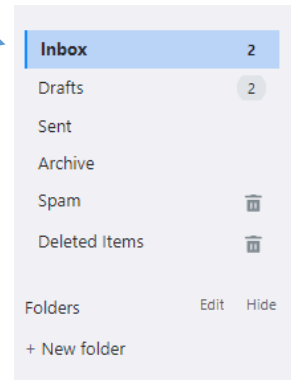 Inbox 2
Drafts 2
Sent
Archive
Spam
Deleted Items
Folders Edit Hide
+ New folder